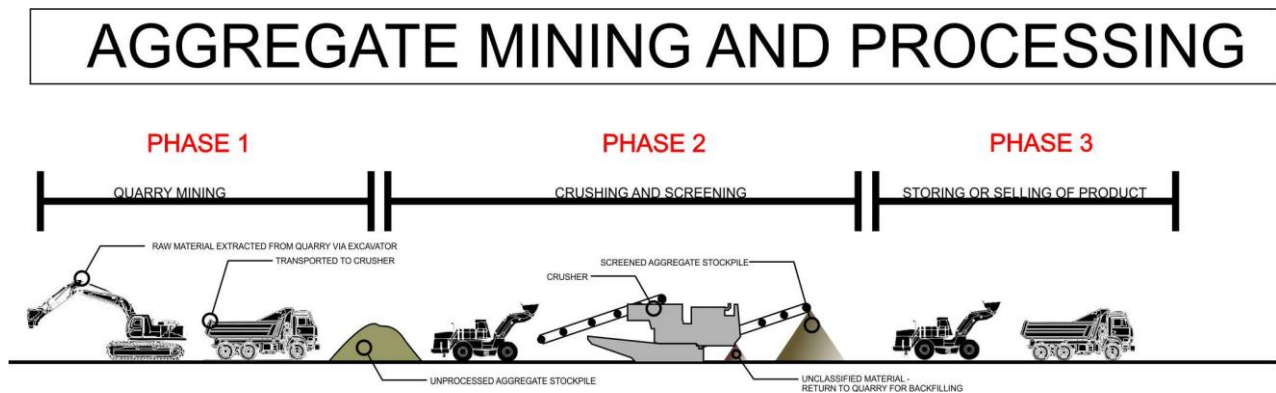 AGGREGATE MINING AND PROCESSING
PHASE 1
PHASE 2
PHASE 3
QUARRY MINING
CRUSHING AND SCREENING
STORING OR SELLING OF PRODUCT
RAW MATERIAL EXTRACTED FROM QUARRY VIA EXCAVATOR
TRANSPORTED TO CRUSHER
SCREENED AGGREGATE STOCKPILE
CRUSHER
UNPROCESSED AGGREGATE STOCKPILE
UNCLASSIFIED MATERIAL -
RETURN TO QUARRY FOR BACKFILLING